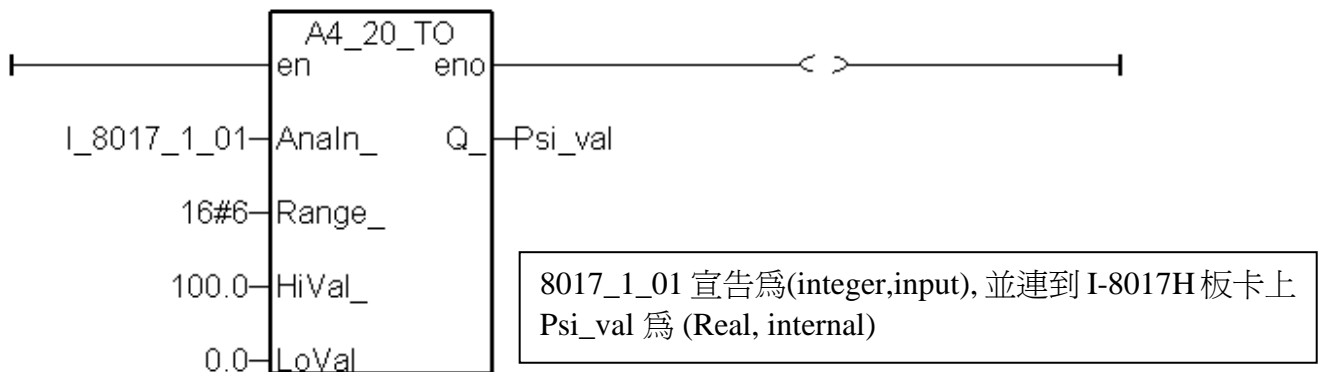 A4_20_TO
en eno
< >
I_8017_1_01 AnaIn_ Q_ Psi_val
16#6 Range_
100.0 HiVal_
0.0 LoVal
8017_1_01 宣告爲(integer,input), 並連到 I-8017H 板卡上
Psi_val 爲 (Real, internal)